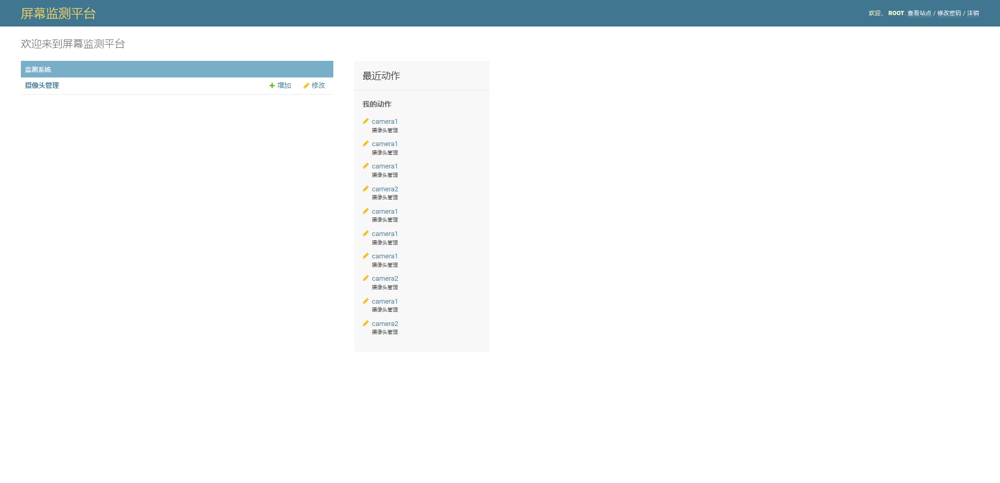 屏幕监测平台
欢迎， ROOT. 查看站点 / 修改密码 / 注销
欢迎来到屏幕监测平台
监测系统
摄像头管理 增加 修改
最近动作
我的动作
camera1
摄像头管理
camera1
摄像头管理
camera1
摄像头管理
camera2
摄像头管理
camera1
摄像头管理
camera1
摄像头管理
camera1
摄像头管理
camera2
摄像头管理
camera1
摄像头管理
camera2
摄像头管理